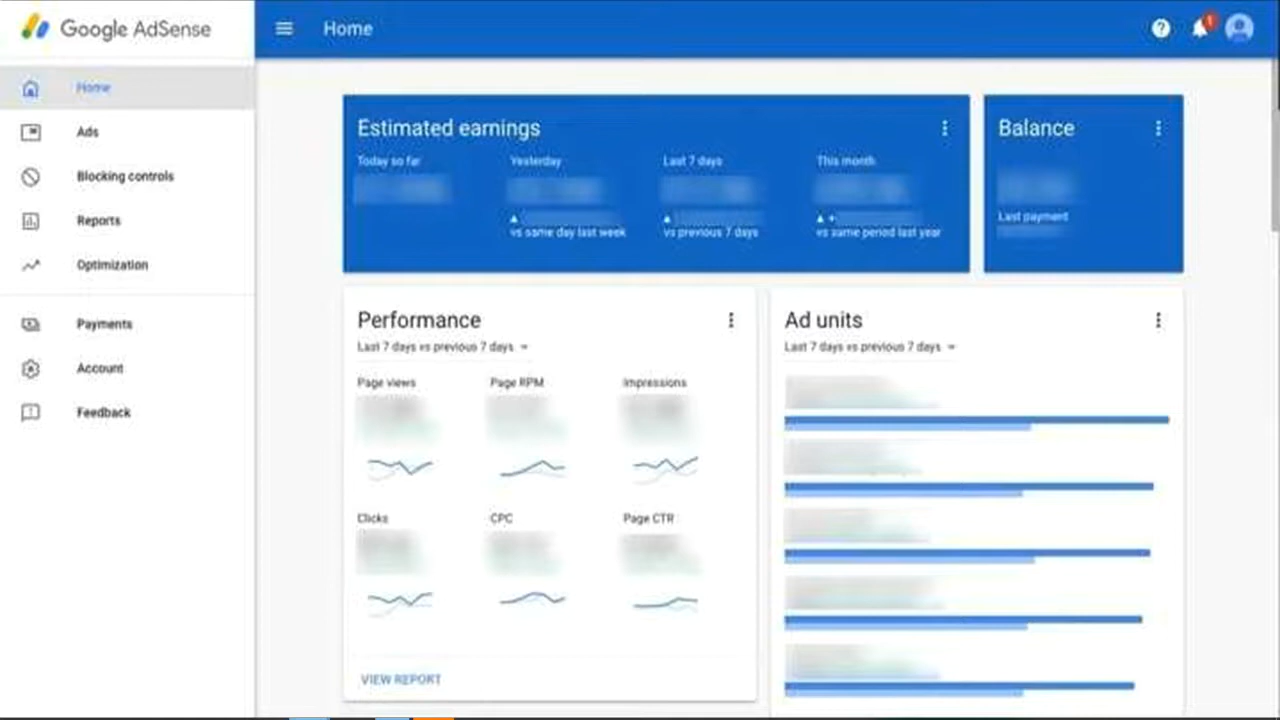 Google AdSense
Home
1
Home
Ads
Blocking controls
Reports
Optimization
Payments
Account
Feedback
Estimated earnings
Today so far
Yesterday
Last 7 days
This month
vs same day last week
vs previous 7 days
+
vs same period last year
Balance
Last payment
Performance
Last 7 days vs previous 7 days
Page views
Page RPM
Impressions
Clicks
CPC
Page CTR
VIEW REPORT
Ad units
Last 7 days vs previous 7 days